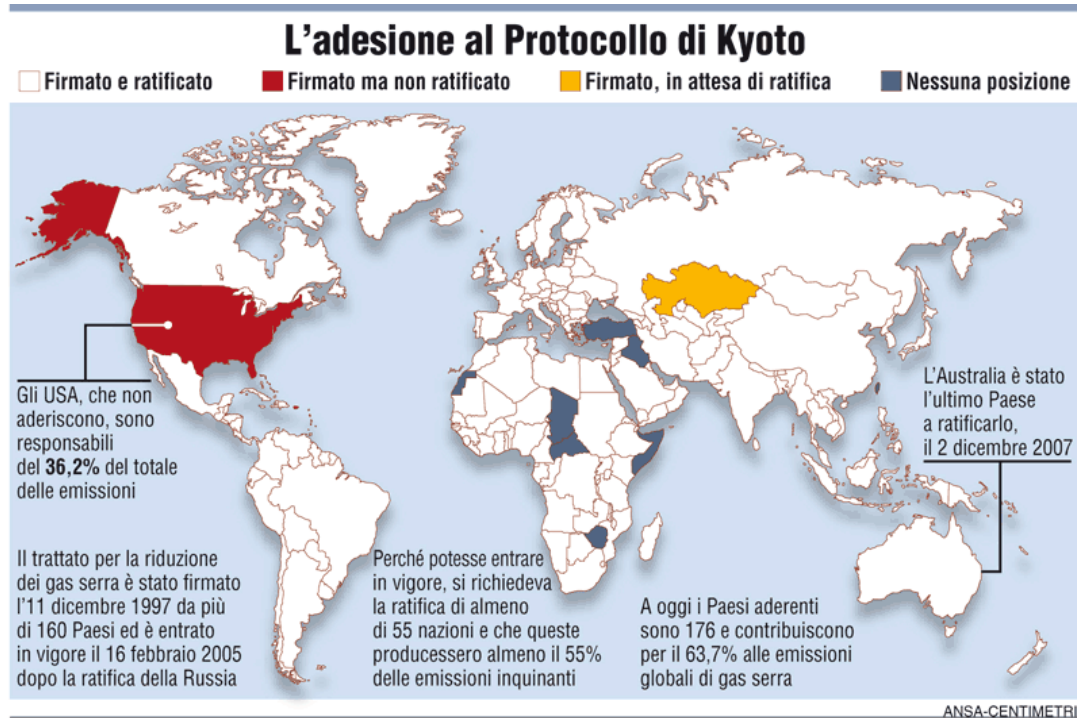 L'adesione al Protocollo di Kyoto
Firmato e ratificato
Firmato ma non ratificato
Firmato, in attesa di ratifica
Nessuna posizione
Gli USA, che non
aderiscono, sono
responsabili
del 36,2% del totale
delle emissioni
L'Australia è stato
l'ultimo Paese
a ratificarlo,
il 2 dicembre 2007
Il trattato per la riduzione
dei gas serra è stato firmato
l'11 dicembre 1997 da più
di 160 Paesi ed è entrato
in vigore il 16 febbraio 2005
dopo la ratifica della Russia
Perché potesse entrare
in vigore, si richiedeva
la ratifica di almeno
di 55 nazioni e che queste
producessero almeno il 55%
delle emissioni inquinanti
A oggi i Paesi aderenti
sono 176 e contribuiscono
per il 63,7% alle emissioni
globali di gas serra
ANSA-CENTIMETRI